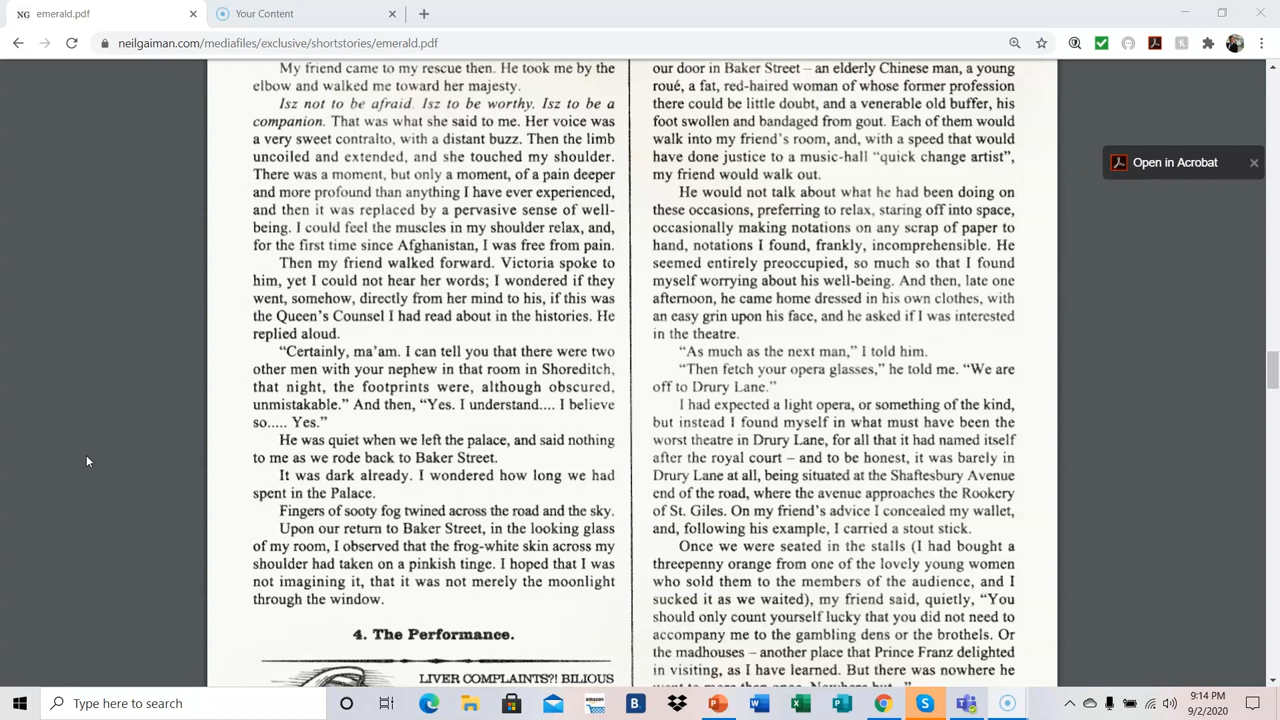 emerald.pdf
Your Content
neilgaiman.com/mediafiles/exclusive/shortstories/emerald.pdf
Open in Acrobat
My friend came to my rescue then. He took me by the
elbow and walked me toward her majesty.
Isz not to be afraid. Isz to be worthy. Isz to be a
companion. That was what she said to me. Her voice was
a very sweet contralto, with a distant buzz. Then the limb
uncoiled and extended, and she touched my shoulder.
There was a moment, but only a moment, of a pain deeper
and more profound than anything I have ever experienced,
and then it was replaced by a pervasive sense of well-
being. I could feel the muscles in my shoulder relax, and,
for the first time since Afghanistan, I was free from pain.
Then my friend walked forward. Victoria spoke to
him, yet I could not hear her words; I wondered if they
went, somehow, directly from her mind to his, if this was
the Queen's Counsel I had read about in the histories. He
replied aloud.
“Certainly, ma'am. I can tell you that there were two
other men with your nephew in that room in Shoreditch,
that night, the footprints were, although obscured,
unmistakable.” And then, “Yes. I understand.... I believe
so..... Yes.”
He was quiet when we left the palace, and said nothing
to me as we rode back to Baker Street.
It was dark already. I wondered how long we had
spent in the Palace.
Fingers of sooty fog twined across the road and the sky.
Upon our return to Baker Street, in the looking glass
of my room, I observed that the frog-white skin across my
shoulder had taken on a pinkish tinge. I hoped that I was
not imagining it, that it was not merely the moonlight
through the window.
4. The Performance.
LIVER COMPLAINTS?! BILIOUS
our door in Baker Street – an elderly Chinese man, a young
roué, a fat, red-haired woman of whose former profession
there could be little doubt, and a venerable old buffer, his
foot swollen and bandaged from gout. Each of them would
walk into my friend's room, and, with a speed that would
have done justice to a music-hall “quick change artist”,
my friend would walk out.
He would not talk about what he had been doing on
these occasions, preferring to relax, staring off into space,
occasionally making notations on any scrap of paper to
hand, notations I found, frankly, incomprehensible. He
seemed entirely preoccupied, so much so that I found
myself worrying about his well-being. And then, late one
afternoon, he came home dressed in his own clothes, with
an easy grin upon his face, and he asked if I was interested
in the theatre.
“As much as the next man,” I told him.
“Then fetch your opera glasses,” he told me. “We are
off to Drury Lane.”
I had expected a light opera, or something of the kind,
but instead I found myself in what must have been the
worst theatre in Drury Lane, for all that it had named itself
after the royal court – and to be honest, it was barely in
Drury Lane at all, being situated at the Shaftesbury Avenue
end of the road, where the avenue approaches the Rookery
of St. Giles. On my friend's advice I concealed my wallet,
and, following his example, I carried a stout stick.
Once we were seated in the stalls (I had bought a
threepenny orange from one of the lovely young women
who sold them to the members of the audience, and I
sucked it as we waited), my friend said, quietly, “You
should only count yourself lucky that you did not need to
accompany me to the gambling dens or the brothels. Or
the madhouses – another place that Prince Franz delighted
in visiting, as I have learned. But there was nowhere he
Type here to search
9:14 PM
9/2/2020